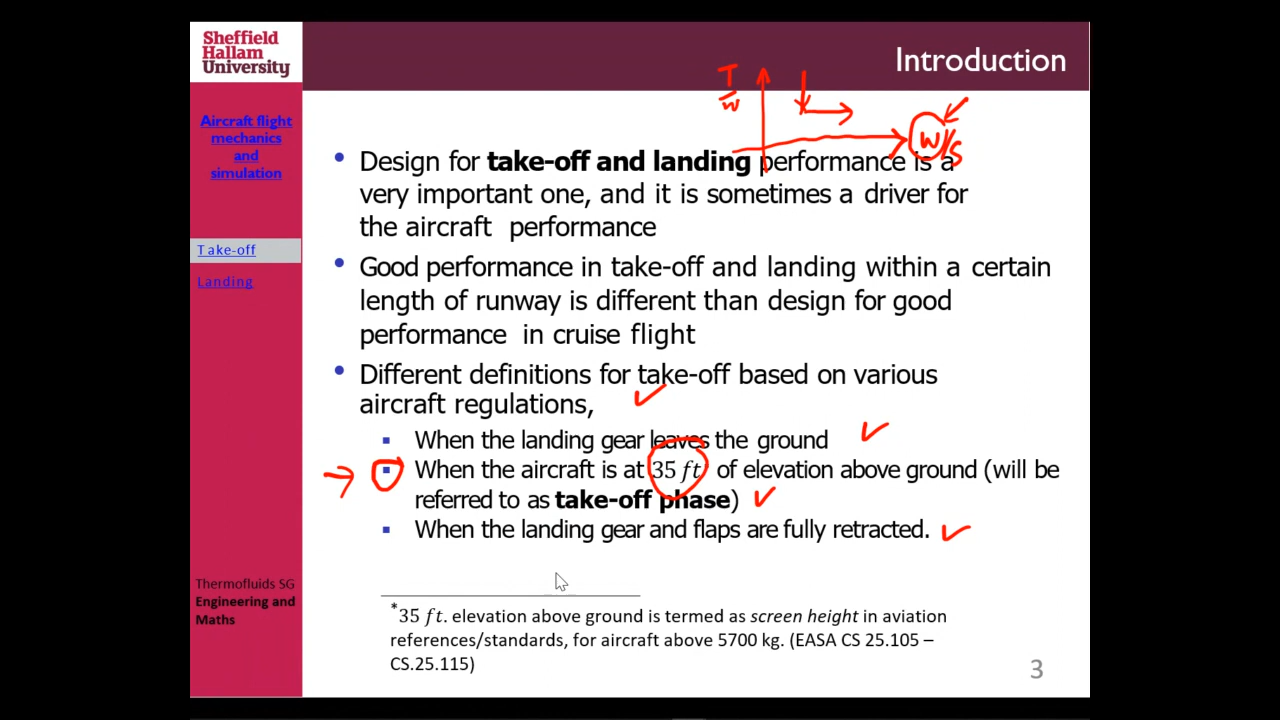 Sheffield
Hallam
University
Introduction
T/W
W/S
Aircraft flight
mechanics
and
simulation
Take-off
Landing
• Design for take-off and landing performance is a
very important one, and it is sometimes a driver for
the aircraft performance
• Good performance in take-off and landing within a certain
length of runway is different than design for good
performance in cruise flight
• Different definitions for take-off based on various
aircraft regulations,
▪ When the landing gear leaves the ground
▪ When the aircraft is at 35 ft of elevation above ground (will be
referred to as take-off phase)
▪ When the landing gear and flaps are fully retracted.
Thermofluids SG
Engineering and
Maths
*35 ft. elevation above ground is termed as screen height in aviation
references/standards, for aircraft above 5700 kg. (EASA CS 25.105 –
CS.25.115)
3